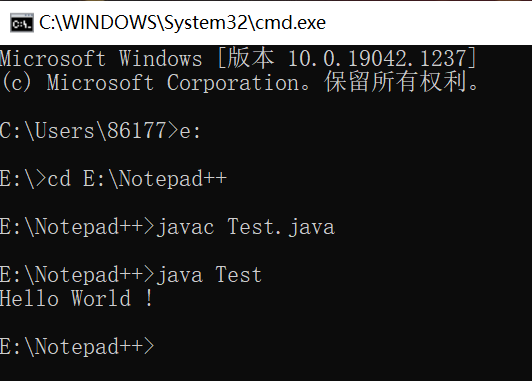 C:\WINDOWS\System32\cmd.exe
Microsoft Windows [版本 10.0.19042.1237]
(c) Microsoft Corporation。保留所有权利。
C:\Users\86177>e:
E:\>cd E:\Notepad++
E:\Notepad++>javac Test.java
E:\Notepad++>java Test
Hello World !
E:\Notepad++>